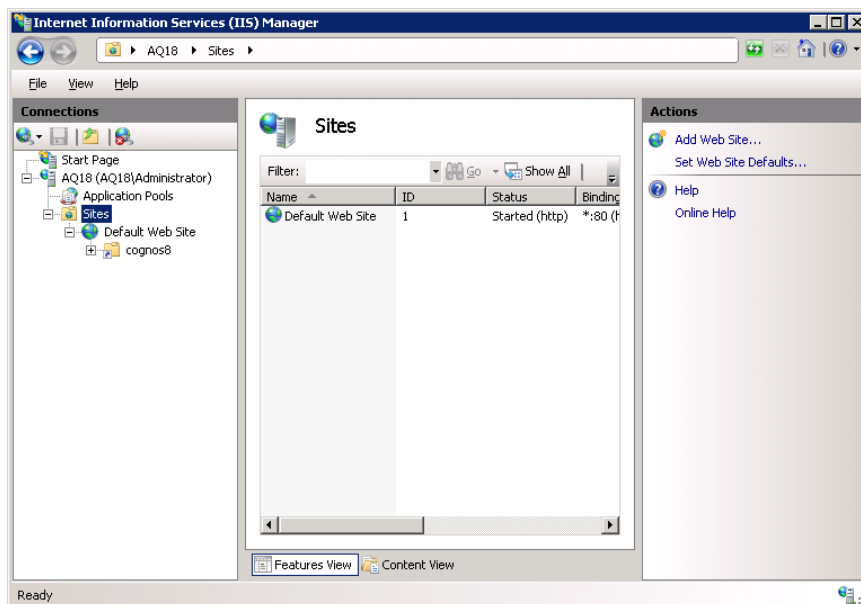 Internet Information Services (IIS) Manager
AQ18 Sites
File View Help
Connections
Start Page
AQ18 (AQ18\Administrator)
Application Pools
Sites
Default Web Site
cognos8
Sites
Filter: Go Show All
Name ID Status Binding
Default Web Site 1 Started (http) *:80 (h
Features View Content View
Actions
Add Web Site...
Set Web Site Defaults...
Help
Online Help
Ready